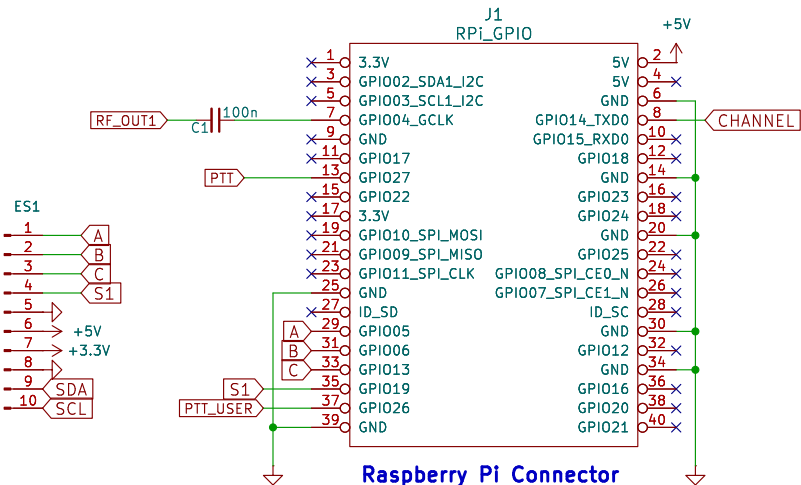 J1
RPi_GPIO
+5V
1 3.3V 5V 2
3 GPIO02_SDA1_I2C 5V 4
5 GPIO03_SCL1_I2C GND 6
RF_OUT1 C1 100n 7 GPIO04_GCLK GPIO14_TXD0 8 CHANNEL
9 GND GPIO15_RXD0 10
11 GPIO17 GPIO18 12
PTT 13 GPIO27 GND 14
15 GPIO22 GPIO23 16
17 3.3V GPIO24 18
19 GPIO10_SPI_MOSI GND 20
21 GPIO09_SPI_MISO GPIO25 22
23 GPIO11_SPI_CLK GPIO08_SPI_CE0_N 24
25 GND GPIO07_SPI_CE1_N 26
27 ID_SD ID_SC 28
A 29 GPIO05 GND 30
B 31 GPIO06 GPIO12 32
C 33 GPIO13 GND 34
S1 35 GPIO19 GPIO16 36
PTT_USER 37 GPIO26 GPIO20 38
39 GND GPIO21 40
ES1
1 A
2 B
3 C
4 S1
5
6 +5V
7 +3.3V
8
9 SDA
10 SCL
Raspberry Pi Connector